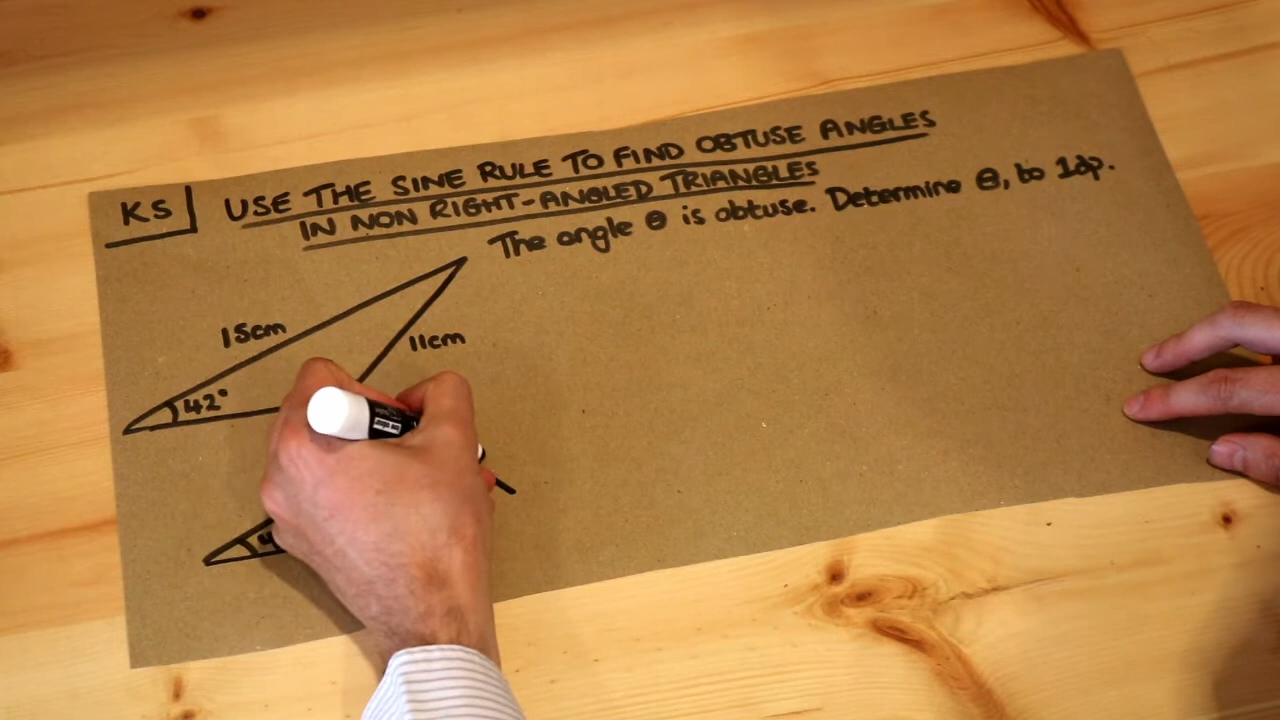 KS
USE THE SINE RULE TO FIND OBTUSE ANGLES
IN NON RIGHT-ANGLED TRIANGLES
The angle θ is obtuse. Determine θ, to 1dp.
15cm
11cm
42°